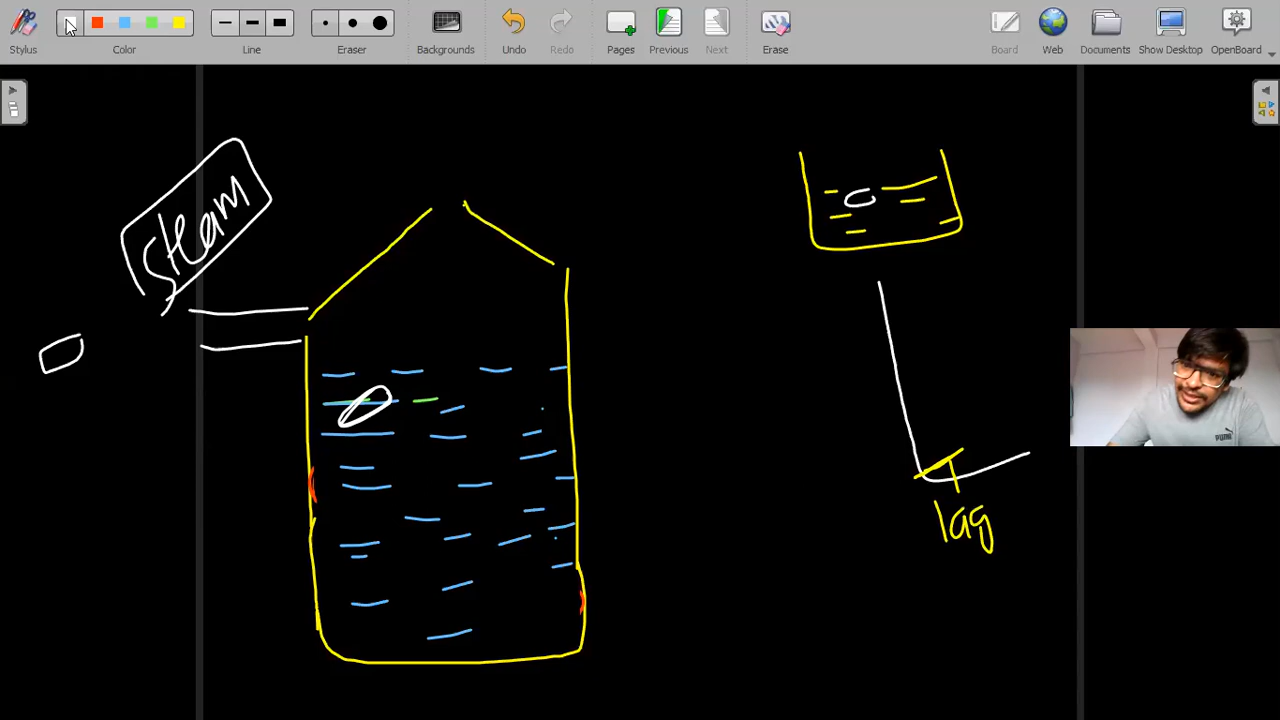 Stylus
Color
Line
Eraser
Backgrounds
Undo
Redo
Pages
Previous
Next
Erase
Board
Web
Documents
Show Desktop
OpenBoard
Steam
lag
PUMA